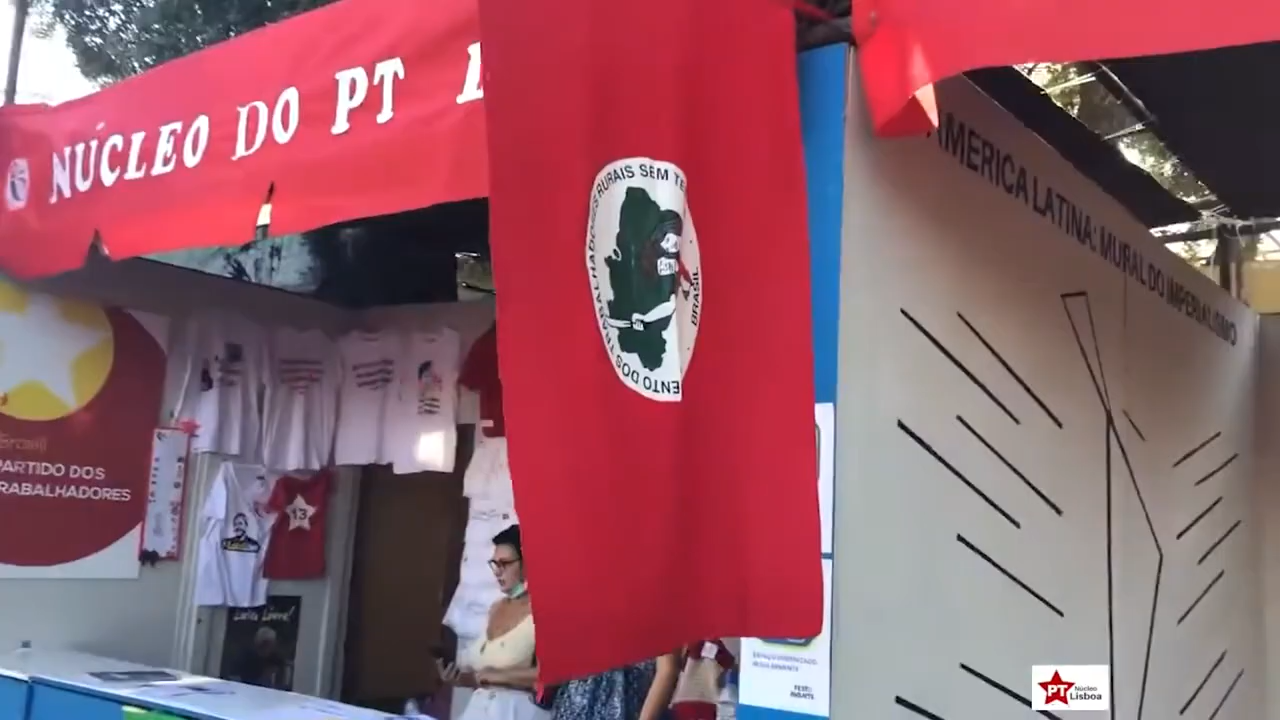 NÚCLEO DO PT
RURAIS SEM TE
ENTO DOS TRABALHADORES
BRASIL
AMERICA LATINA: MURAL DO IMPERIALISMO
Brasil
PARTIDO DOS
RABALHADORES
13
PT Núcleo
Lisboa